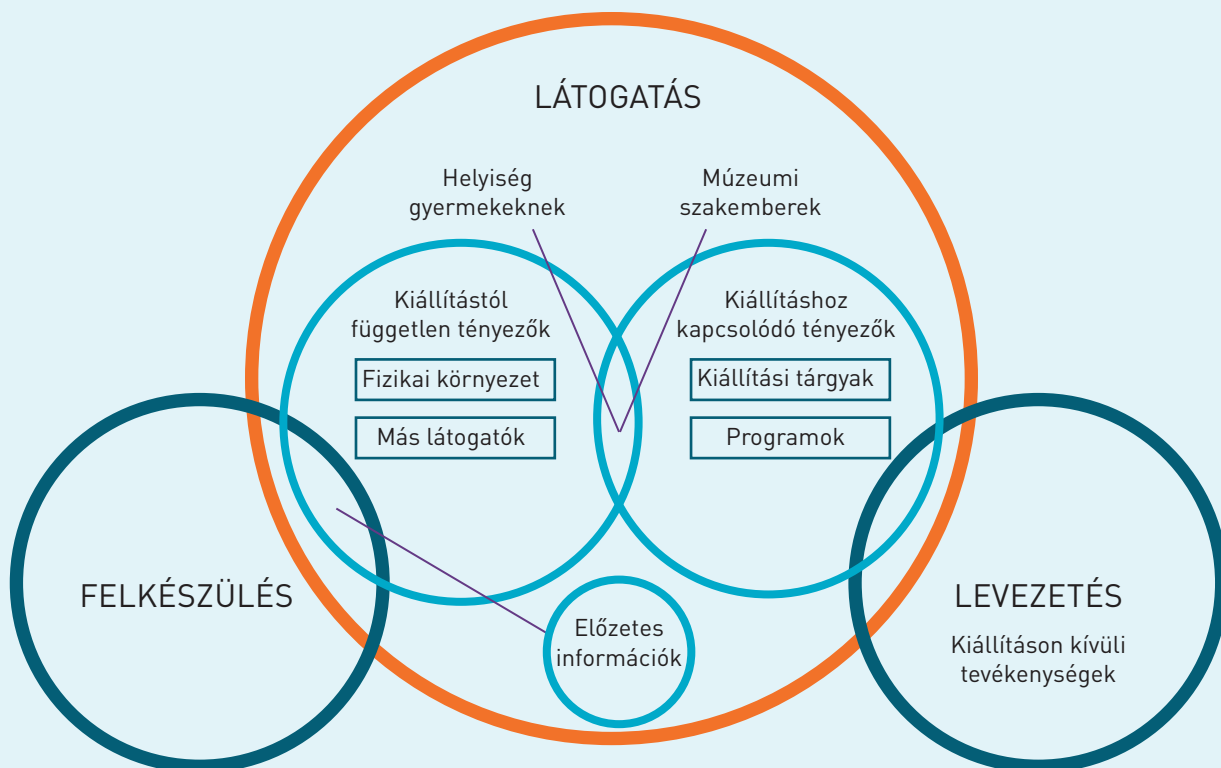 LÁTOGATÁS
Helyiség
gyermekeknek
Múzeumi
szakemberek
Kiállítástól
független tényezők
Fizikai környezet
Más látogatók
Kiállításhoz
kapcsolódó tényezők
Kiállítási tárgyak
Programok
FELKÉSZÜLÉS
Előzetes
információk
LEVEZETÉS
Kiállításon kívüli
tevékenységek